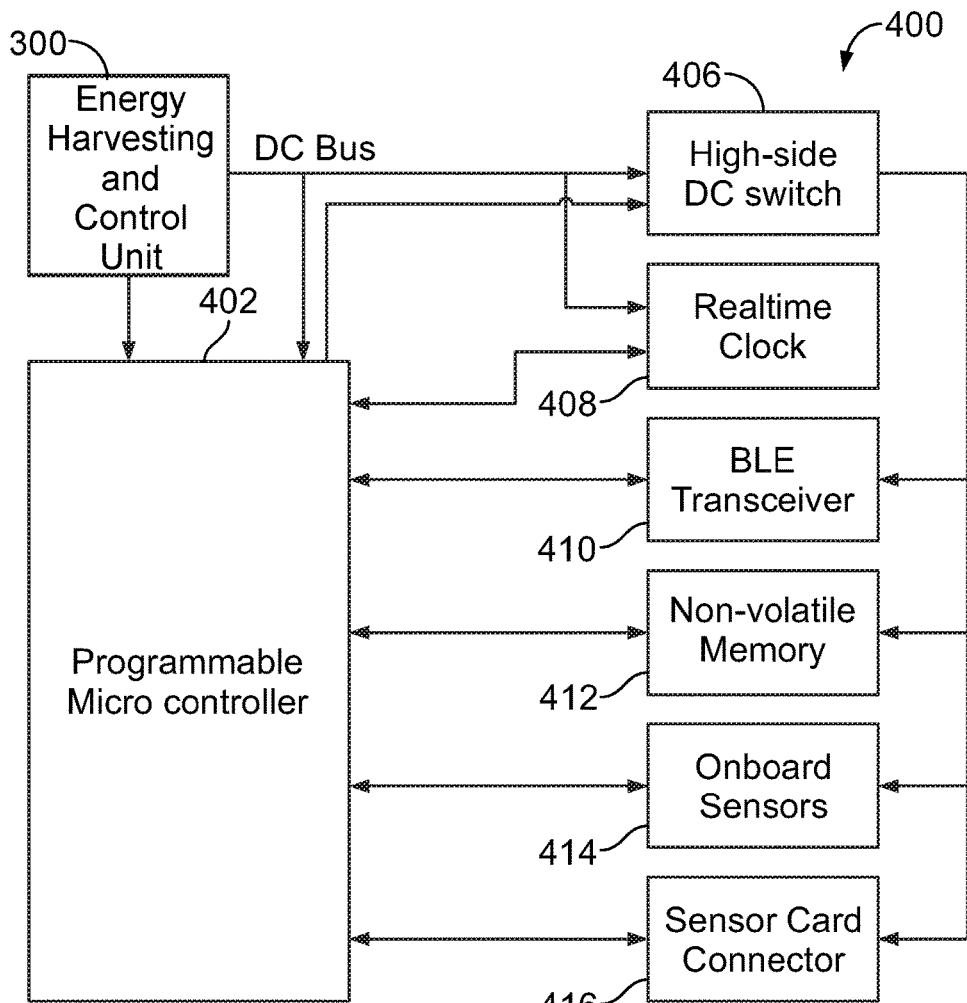 400
300
406
Energy
Harvesting
and
Control
Unit
DC Bus
High-side
DC switch
402
Realtime
Clock
408
BLE
Transceiver
410
Programmable
Micro controller
Non-volatile
Memory
412
Onboard
Sensors
414
Sensor Card
Connector
416